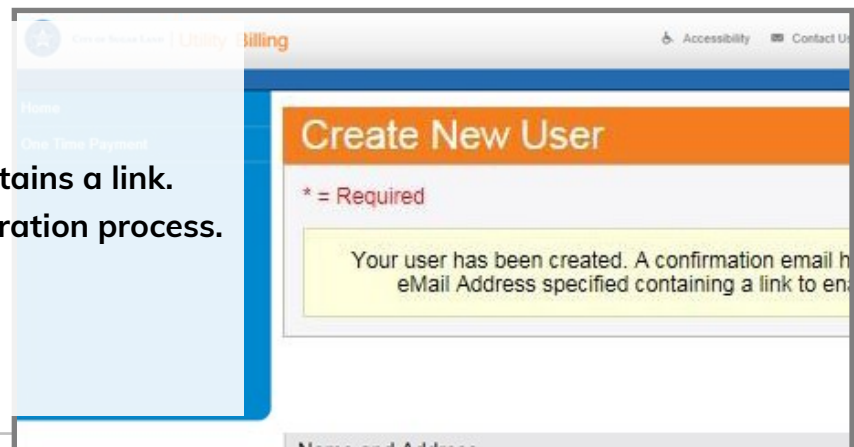 Utility Billing
Accessibility Contact Us
Home
One Time Payment
Create New User
tains a link.
* = Required
ration process.
Your user has been created. A confirmation email h
eMail Address specified containing a link to ena